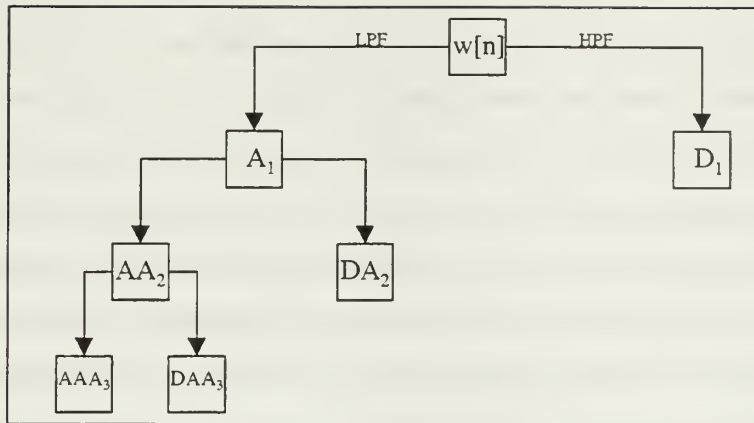 LPF w[n] HPF
A₁ D₁
AA₂ DA₂
AAA₃ DAA₃